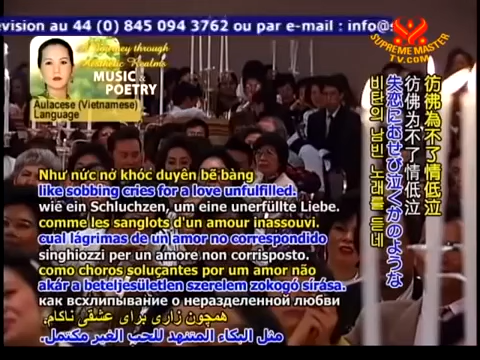 evision au 44 (0) 845 094 3762 ou par e-mail : info@s
SUPREME MASTER
TV.COM
A Journey through
Aesthetic Realms
MUSIC &
POETRY
Aulacese (Vietnamese)
Language
彷彿為不了情低泣
彷佛为不了情低泣
失恋にむせび泣くかのような
비련의 노래를 듣네
Như nức nở khóc duyên bẽ bàng
like sobbing cries for a love unfulfilled.
wie ein Schluchzen, um eine unerfüllte Liebe.
comme les sanglots d'un amour inassouvi.
cual lágrimas de un amor no correspondido
singhiozzi per un amore non corrisposto.
como choros soluçantes por um amor não
akár a beteljesületlen szerelem zokogó sírása.
как всхлипывание о неразделенной любви
همچون زاری برای عشقی ناکام.
مثل البكاء المتنهد للحب الغير مكتمل.